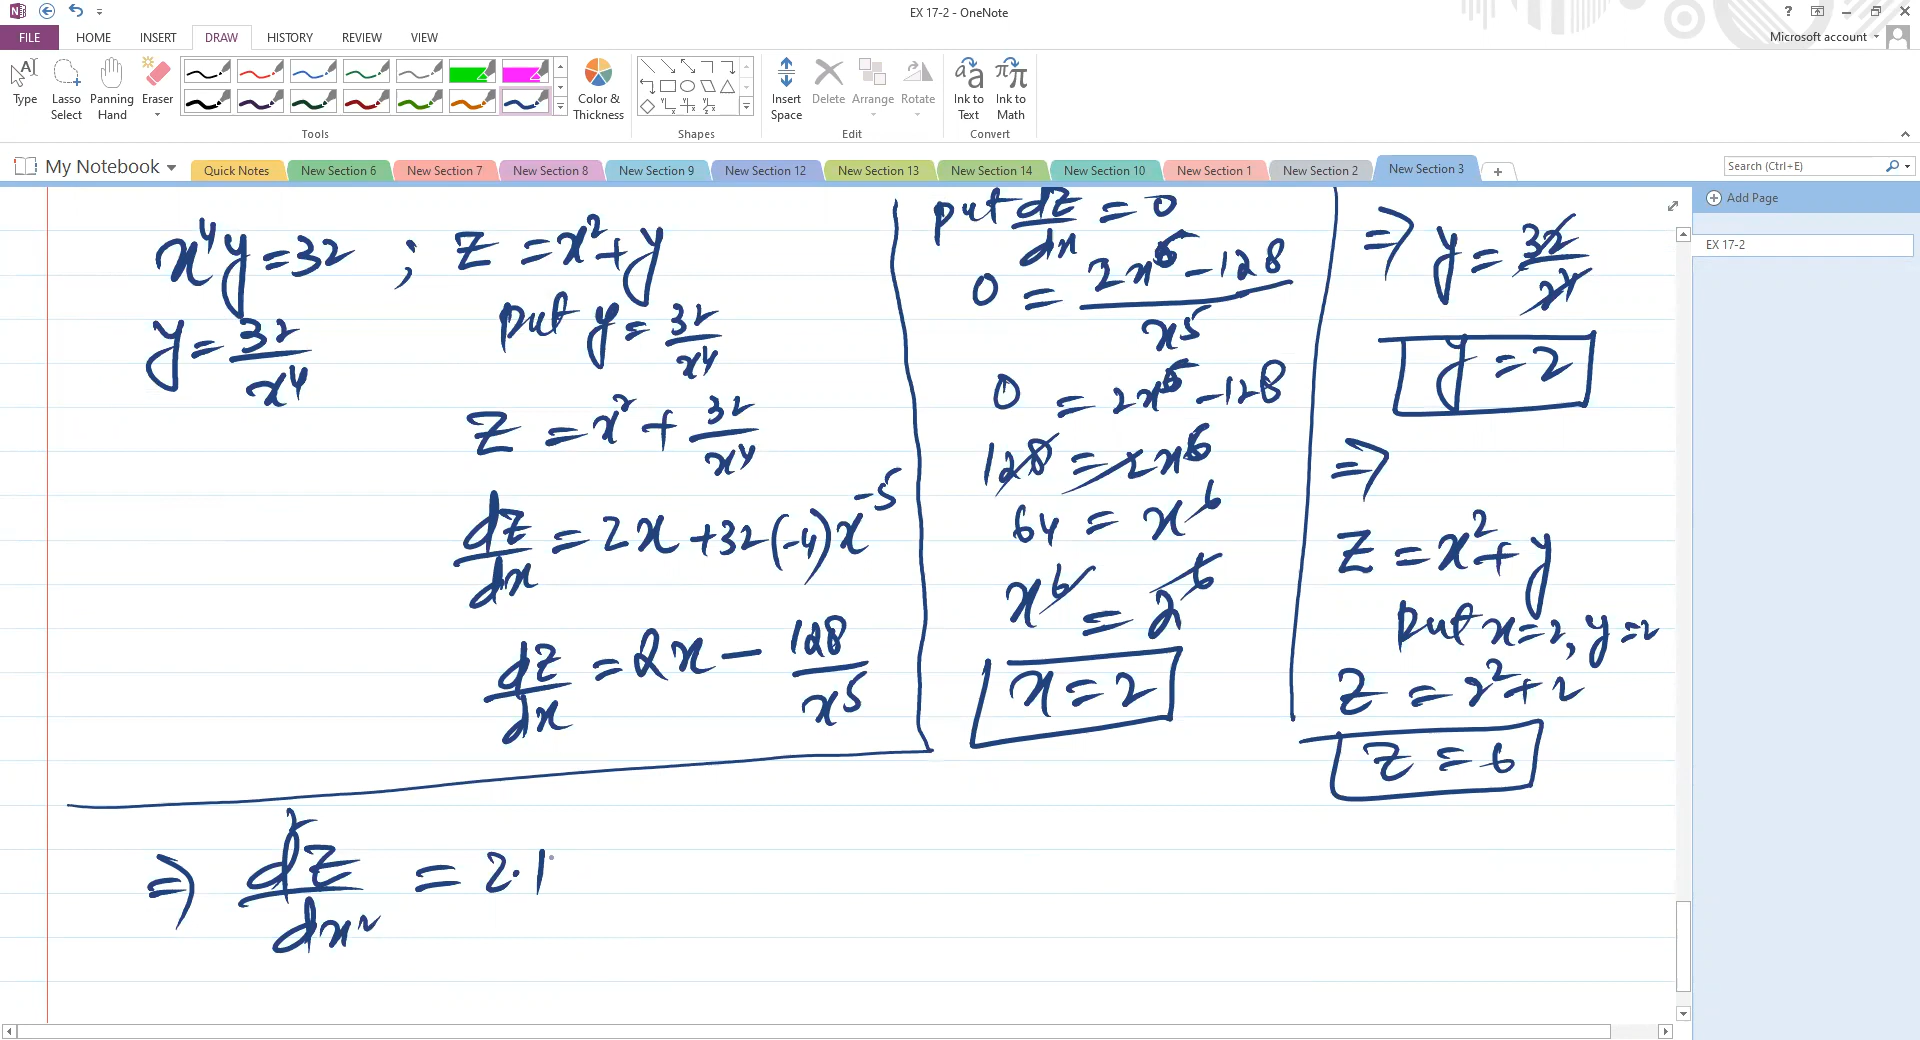 EX 17-2 - OneNote
FILE HOME INSERT DRAW HISTORY REVIEW VIEW
Microsoft account
Type
Lasso Select
Panning Hand
Eraser
Color & Thickness
Insert Space
Delete
Arrange
Rotate
Ink to Text
Ink to Math
Tools
Shapes
Edit
Convert
My Notebook
Quick Notes
New Section 6
New Section 7
New Section 8
New Section 9
New Section 12
New Section 13
New Section 14
New Section 10
New Section 1
New Section 2
New Section 3
Search (Ctrl+E)
Add Page
EX 17-2
x⁴y = 32 ; z = x² + y
y = 32/x⁴
put y = 32/x⁴
z = x² + 32/x⁴
dz/dx = 2x + 32(-4)x⁻⁵
dz/dx = 2x - 128/x⁵
put dz/dx = 0
0 = 2x⁶ - 128/x⁵
0 = 2x⁶ - 128
128 = 2x⁶
64 = x⁶
x⁶ = 2⁶
x = 2
⇒ y = 32/2⁴
y = 2
⇒
z = x² + y
put x = 2, y = 2
z = 2² + 2
z = 6
⇒ d²z/dx² = 2·1